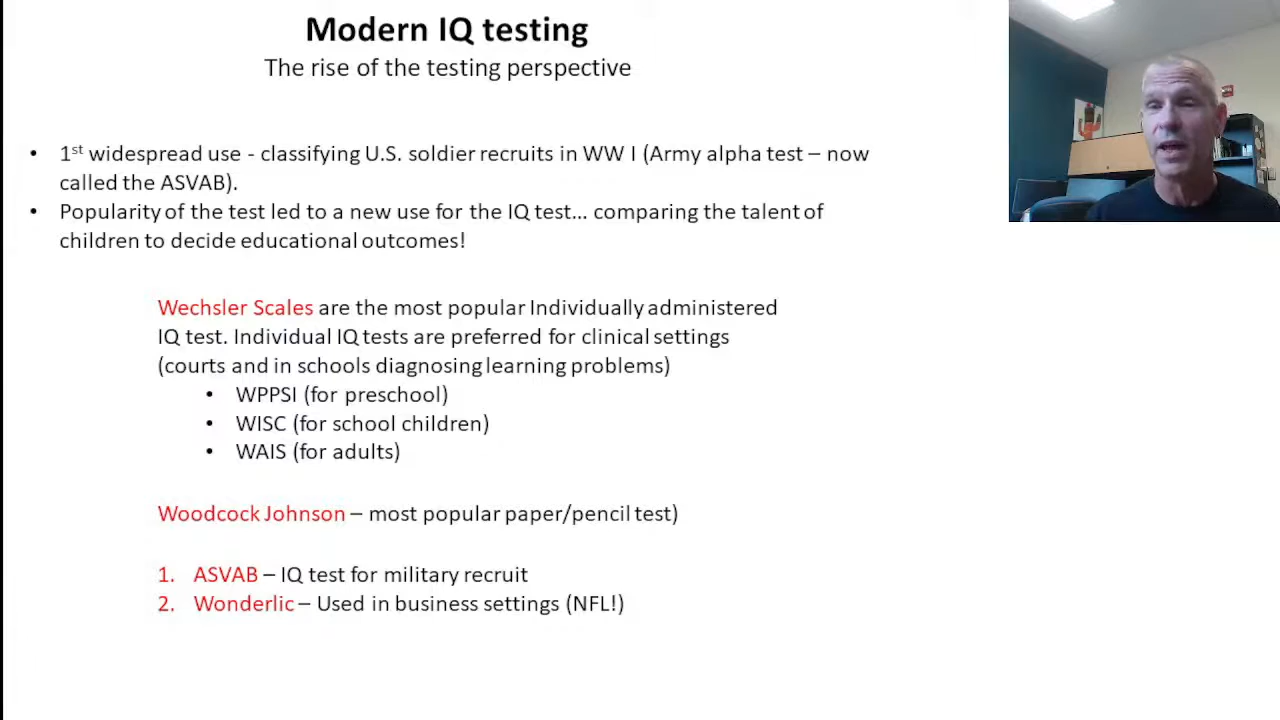 Modern IQ testing
The rise of the testing perspective
• 1st widespread use - classifying U.S. soldier recruits in WW I (Army alpha test – now
called the ASVAB).
• Popularity of the test led to a new use for the IQ test… comparing the talent of
children to decide educational outcomes!
Wechsler Scales are the most popular Individually administered
IQ test. Individual IQ tests are preferred for clinical settings
(courts and in schools diagnosing learning problems)
• WPPSI (for preschool)
• WISC (for school children)
• WAIS (for adults)
Woodcock Johnson – most popular paper/pencil test)
1. ASVAB – IQ test for military recruit
2. Wonderlic – Used in business settings (NFL!)